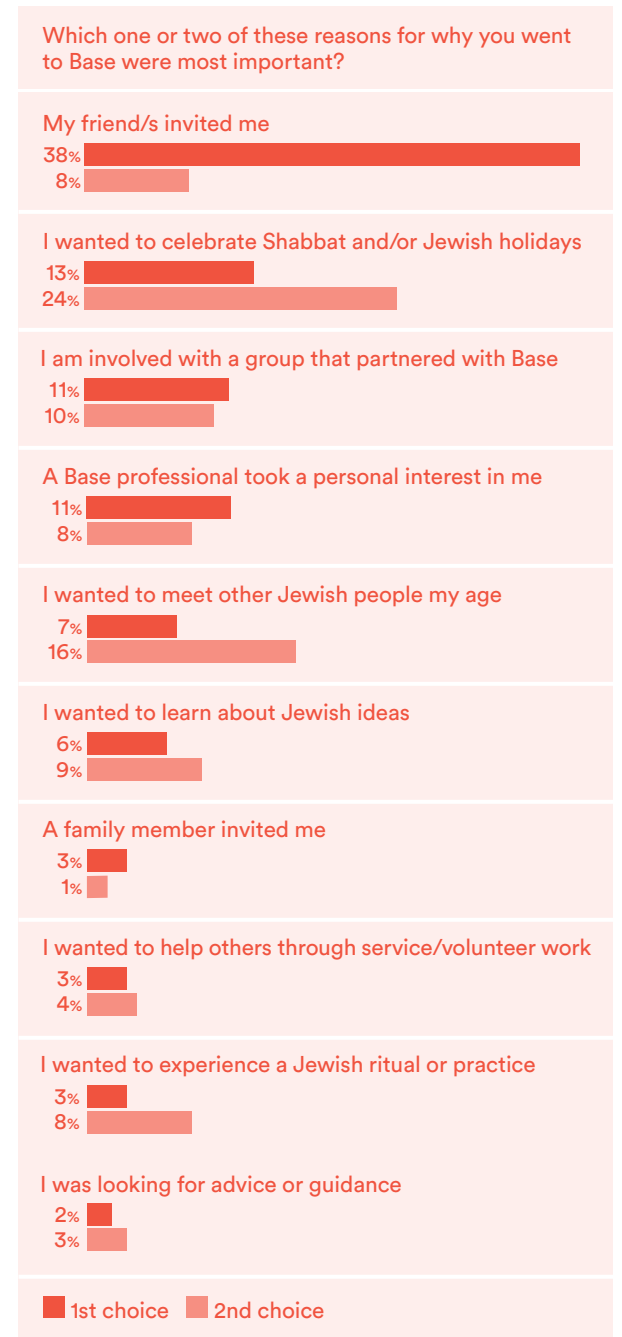 Which one or two of these reasons for why you went
to Base were most important?
My friend/s invited me
38%
8%
I wanted to celebrate Shabbat and/or Jewish holidays
13%
24%
I am involved with a group that partnered with Base
11%
10%
A Base professional took a personal interest in me
11%
8%
I wanted to meet other Jewish people my age
7%
16%
I wanted to learn about Jewish ideas
6%
9%
A family member invited me
3%
1%
I wanted to help others through service/volunteer work
3%
4%
I wanted to experience a Jewish ritual or practice
3%
8%
I was looking for advice or guidance
2%
3%
1st choice 2nd choice